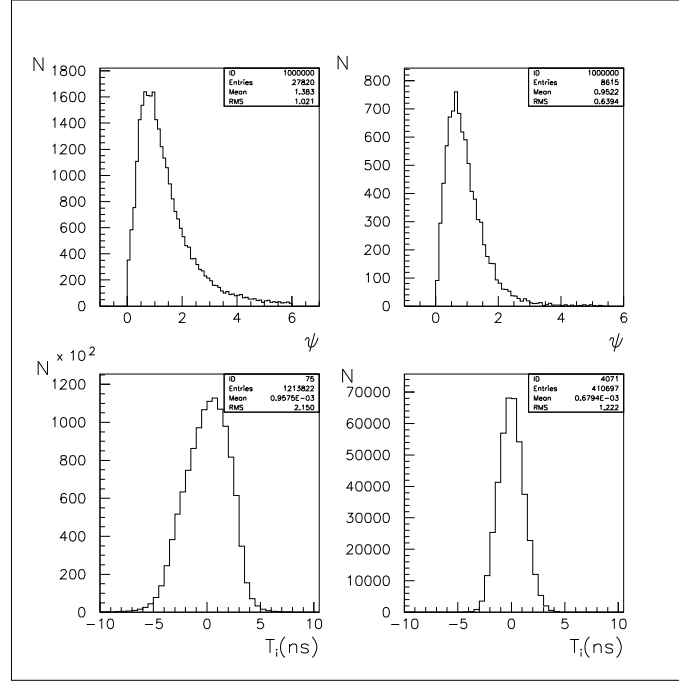 N
ID 1000000
Entries 27820
Mean 1.383
RMS 1.021
1800
1600
1400
1200
1000
800
600
400
200
0
0 2 4 6
ψ
N
ID 1000000
Entries 8615
Mean 0.9522
RMS 0.6394
800
700
600
500
400
300
200
100
0
0 2 4 6
ψ
N × 10²
ID 75
Entries 1213822
Mean 0.9575E-03
RMS 2.150
1200
1000
800
600
400
200
0
-10 -5 0 5 10
Tᵢ(ns)
N
ID 4071
Entries 410697
Mean 0.6794E-03
RMS 1.222
70000
60000
50000
40000
30000
20000
10000
0
-10 -5 0 5 10
Tᵢ(ns)